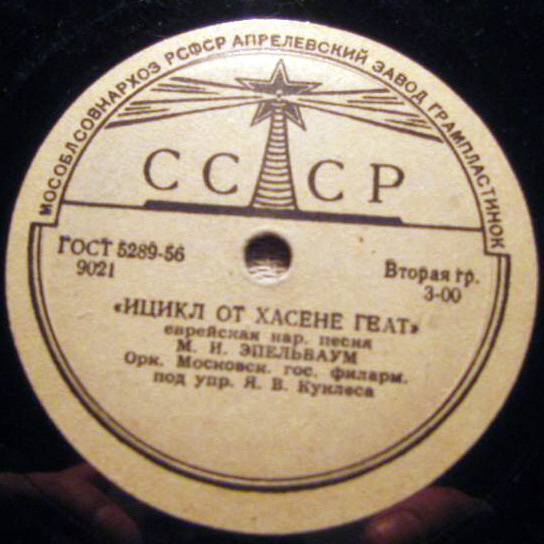 МОСОБЛСОВНАРХОЗ РСФСР АПРЕЛЕВСКИЙ ЗАВОД ГРАМПЛАСТИНОК
СССР
ГОСТ 5289-56
9021
Вторая гр.
3-00
«ИЦИКЛ ОТ ХАСЕНЕ ГЕАТ»
еврейская нар. песня
М. И. ЭПЕЛЬБАУМ
Орк. Московск. гос. филарм.
под упр. Я. В. Куклеса